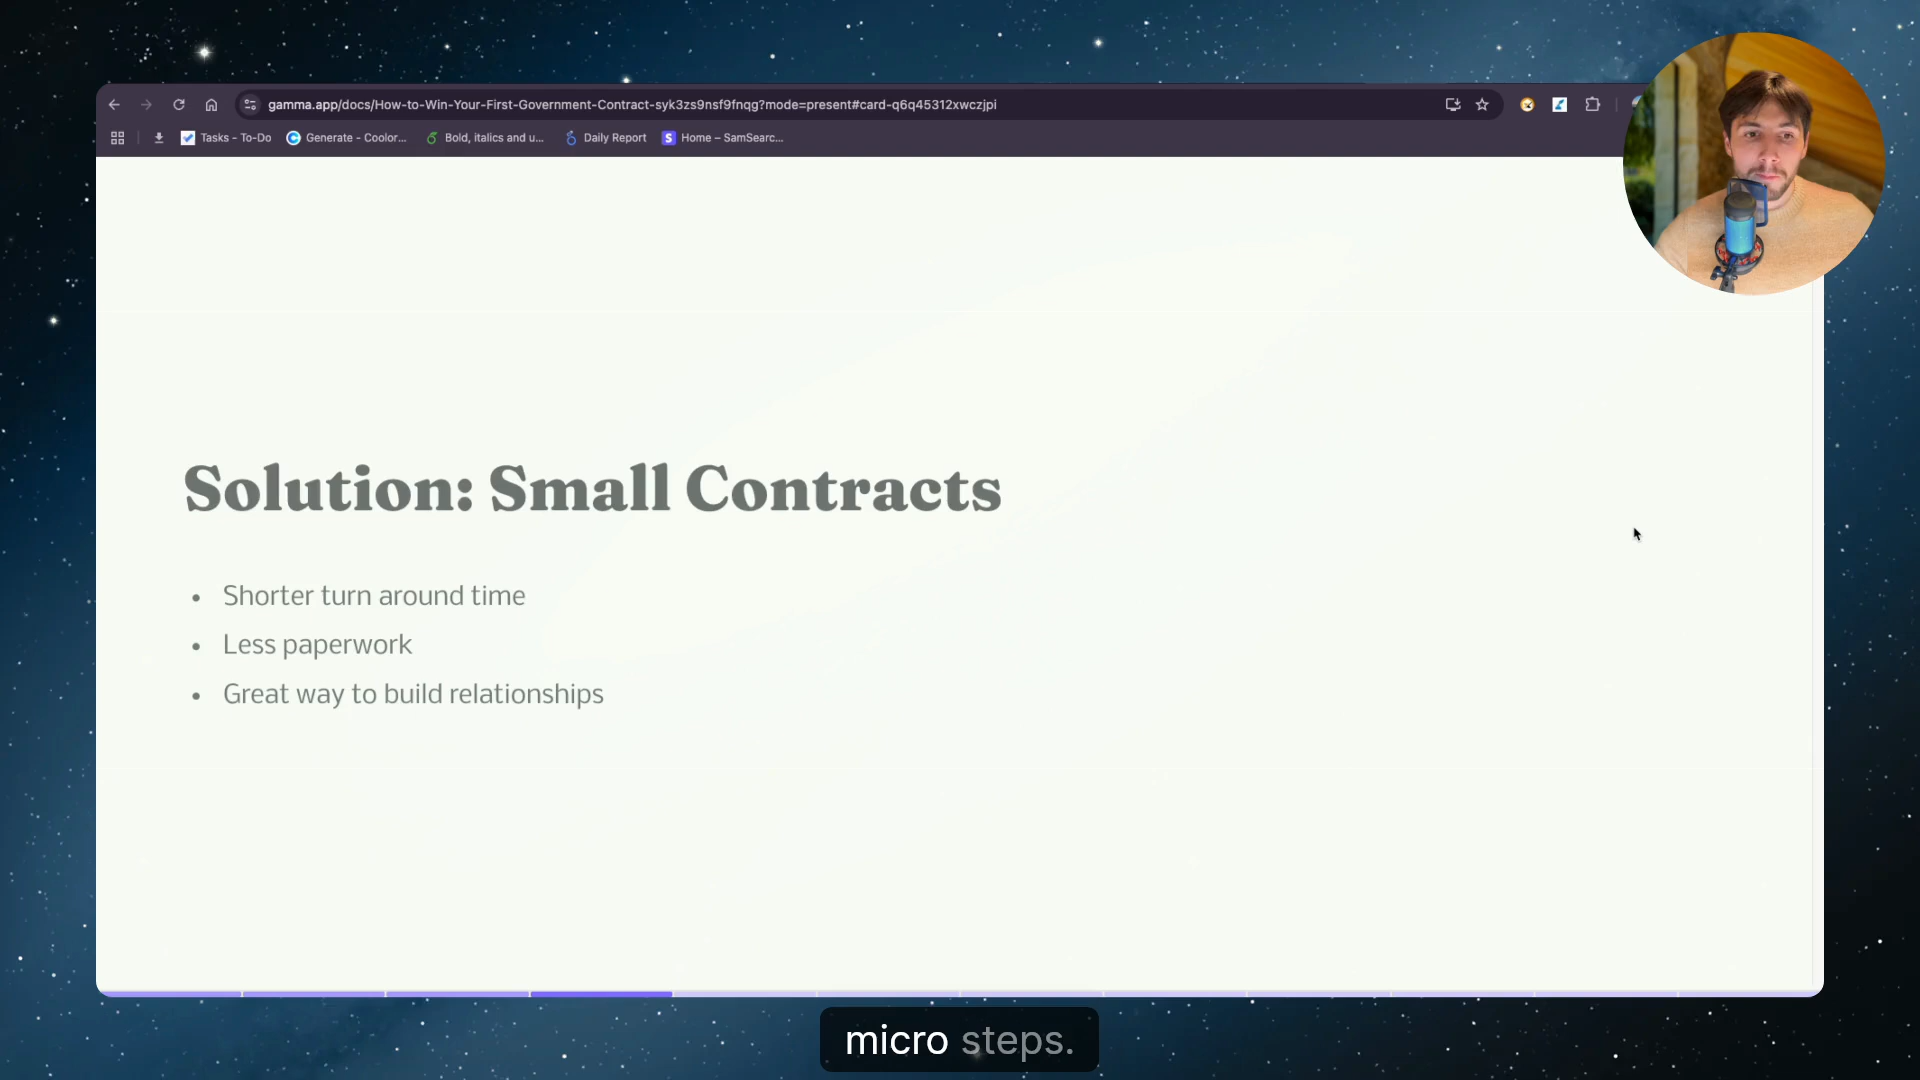 gamma.app/docs/How-to-Win-Your-First-Government-Contract-syk3zs9nsf9fnqg?mode=present#card-q6q45312xwczjpi
Tasks - To-Do
Generate - Coolor...
Bold, italics and u...
Daily Report
Home – SamSearc...
Solution: Small Contracts
• Shorter turn around time
• Less paperwork
• Great way to build relationships
micro steps.